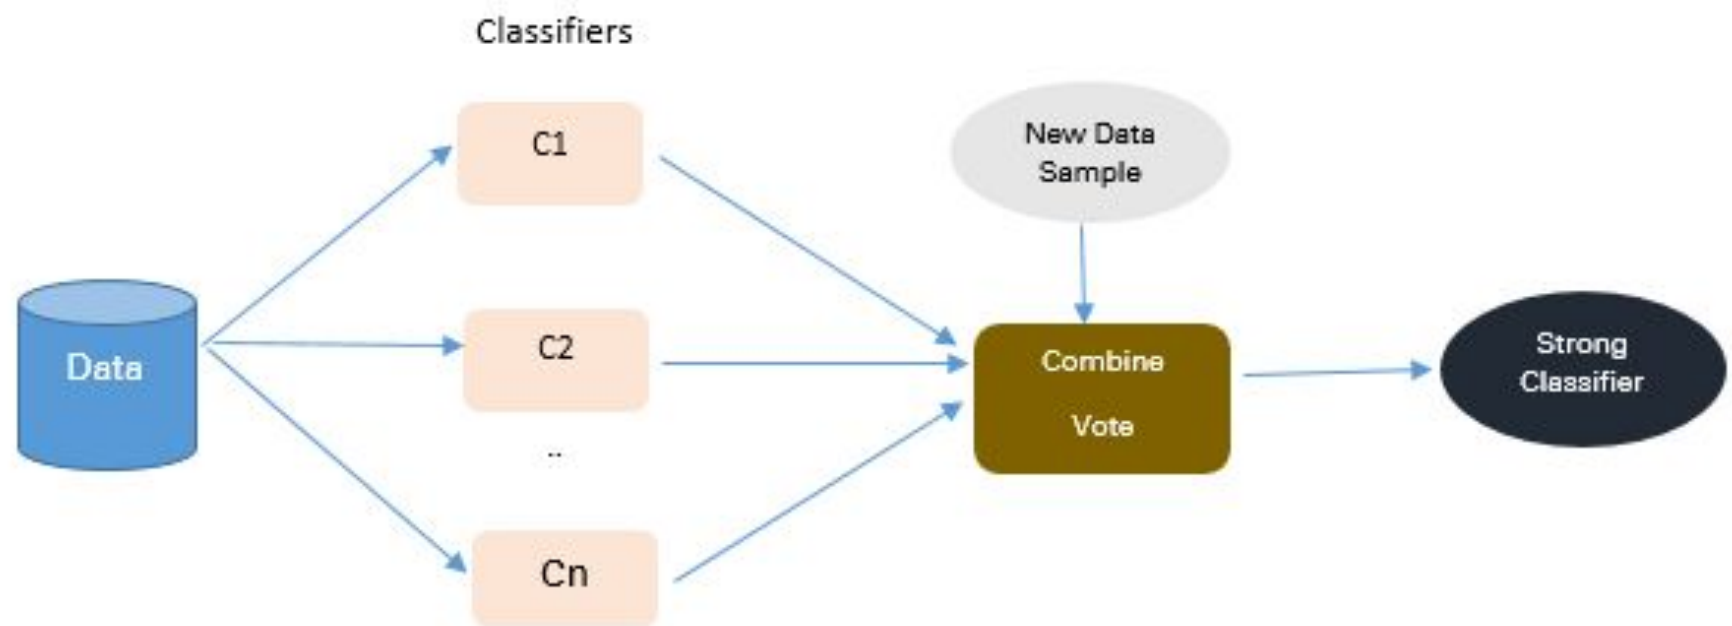 Classifiers
C1
New Data
Sample
Data
C2
..
Cn
Combine
Vote
Strong
Classifier